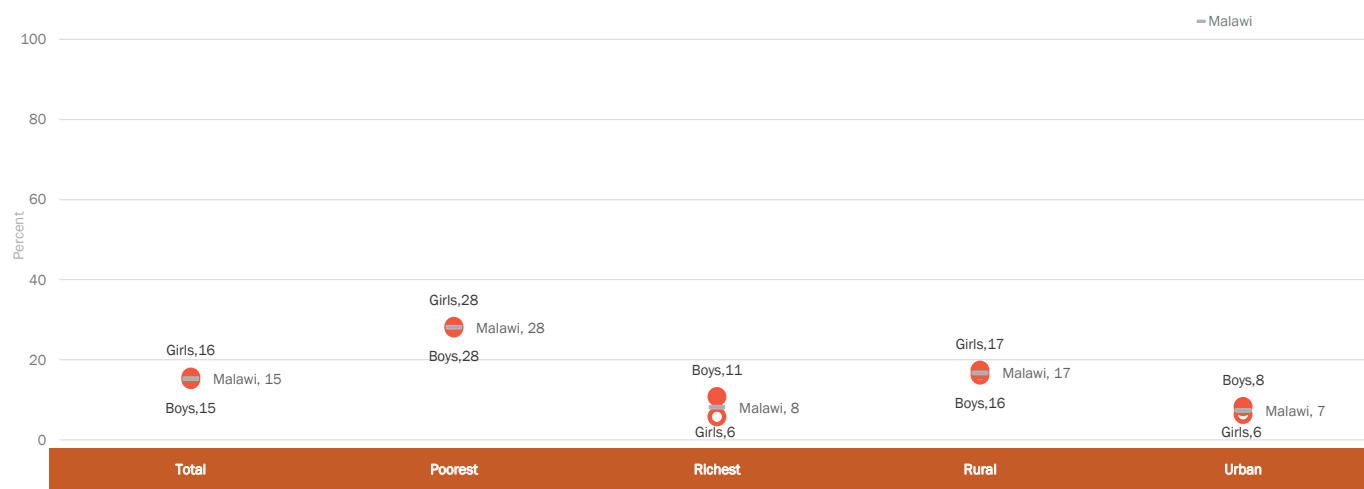 Malawi
100
80
60
40
20
0
Percent
Girls,16
Malawi, 15
Boys,15
Girls,28
Malawi, 28
Boys,28
Boys,11
Malawi, 8
Girls,6
Girls,17
Malawi, 17
Boys,16
Boys,8
Malawi, 7
Girls,6
Total
Poorest
Richest
Rural
Urban